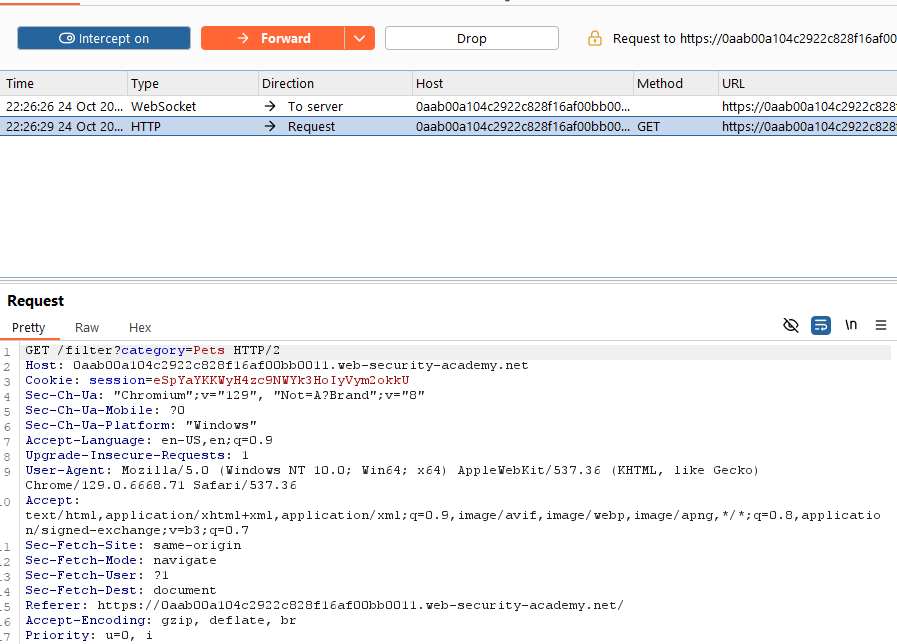 Intercept on Forward Drop Request to https://0aab00a104c2922c828f16af00
Time Type Direction Host Method URL
22:26:26 24 Oct 20... WebSocket → To server 0aab00a104c2922c828f16af00bb00... https://0aab00a104c2922c828
22:26:29 24 Oct 20... HTTP → Request 0aab00a104c2922c828f16af00bb00... GET https://0aab00a104c2922c828
Request
Pretty Raw Hex \n
1 GET /filter?category=Pets HTTP/2
2 Host: 0aab00a104c2922c828f16af00bb0011.web-security-academy.net
3 Cookie: session=eSpYaYKKWyH4zc9NWYk3HoIyVym2okkU
4 Sec-Ch-Ua: "Chromium";v="129", "Not=A?Brand";v="8"
5 Sec-Ch-Ua-Mobile: ?0
6 Sec-Ch-Ua-Platform: "Windows"
7 Accept-Language: en-US,en;q=0.9
8 Upgrade-Insecure-Requests: 1
9 User-Agent: Mozilla/5.0 (Windows NT 10.0; Win64; x64) AppleWebKit/537.36 (KHTML, like Gecko)
Chrome/129.0.6668.71 Safari/537.36
0 Accept:
text/html,application/xhtml+xml,application/xml;q=0.9,image/avif,image/webp,image/apng,*/*;q=0.8,applicatio
n/signed-exchange;v=b3;q=0.7
1 Sec-Fetch-Site: same-origin
2 Sec-Fetch-Mode: navigate
3 Sec-Fetch-User: ?1
4 Sec-Fetch-Dest: document
5 Referer: https://0aab00a104c2922c828f16af00bb0011.web-security-academy.net/
6 Accept-Encoding: gzip, deflate, br
7 Priority: u=0, i